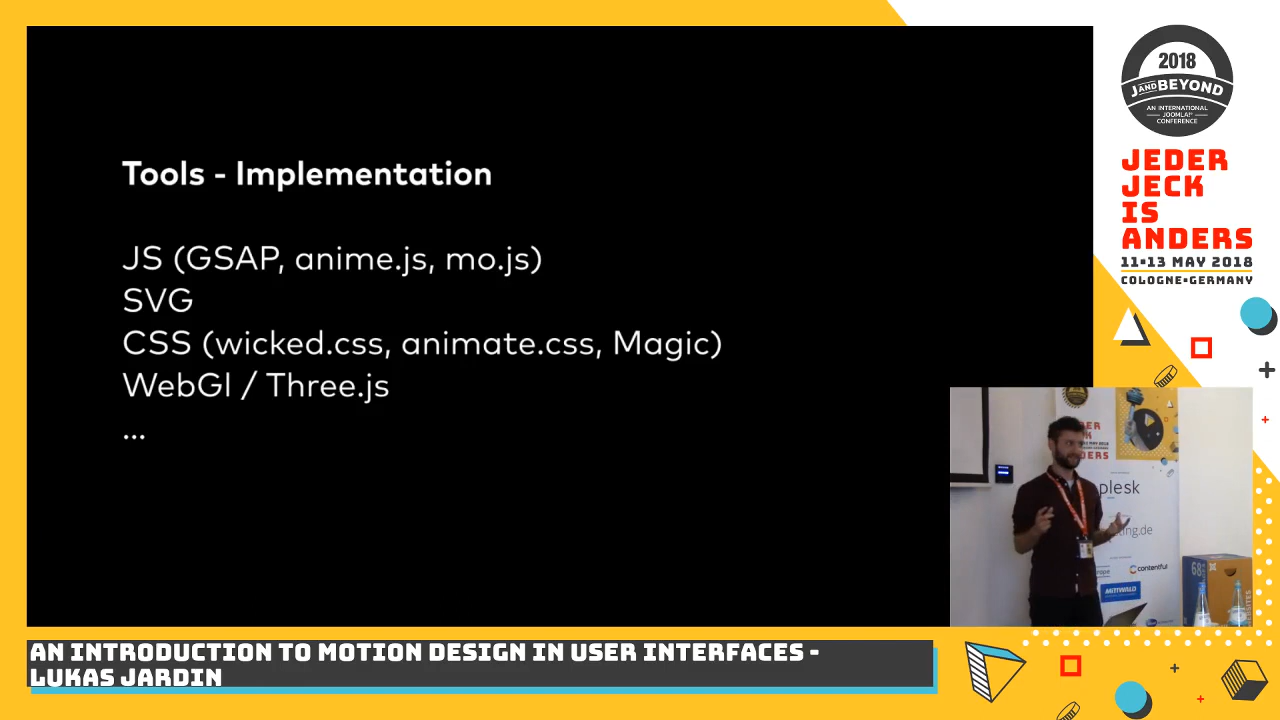 Tools - Implementation
JS (GSAP, anime.js, mo.js)
SVG
CSS (wicked.css, animate.css, Magic)
WebGl / Three.js
...
2018
J AND BEYOND
AN INTERNATIONAL
JOOMLA!
CONFERENCE
JEDER
JECK
IS
ANDERS
11-13 MAY 2018
COLOGNE-GERMANY
plesk
contentful
MITTWALD
68
AN INTRODUCTION TO MOTION DESIGN IN USER INTERFACES -
LUKAS JARDIN